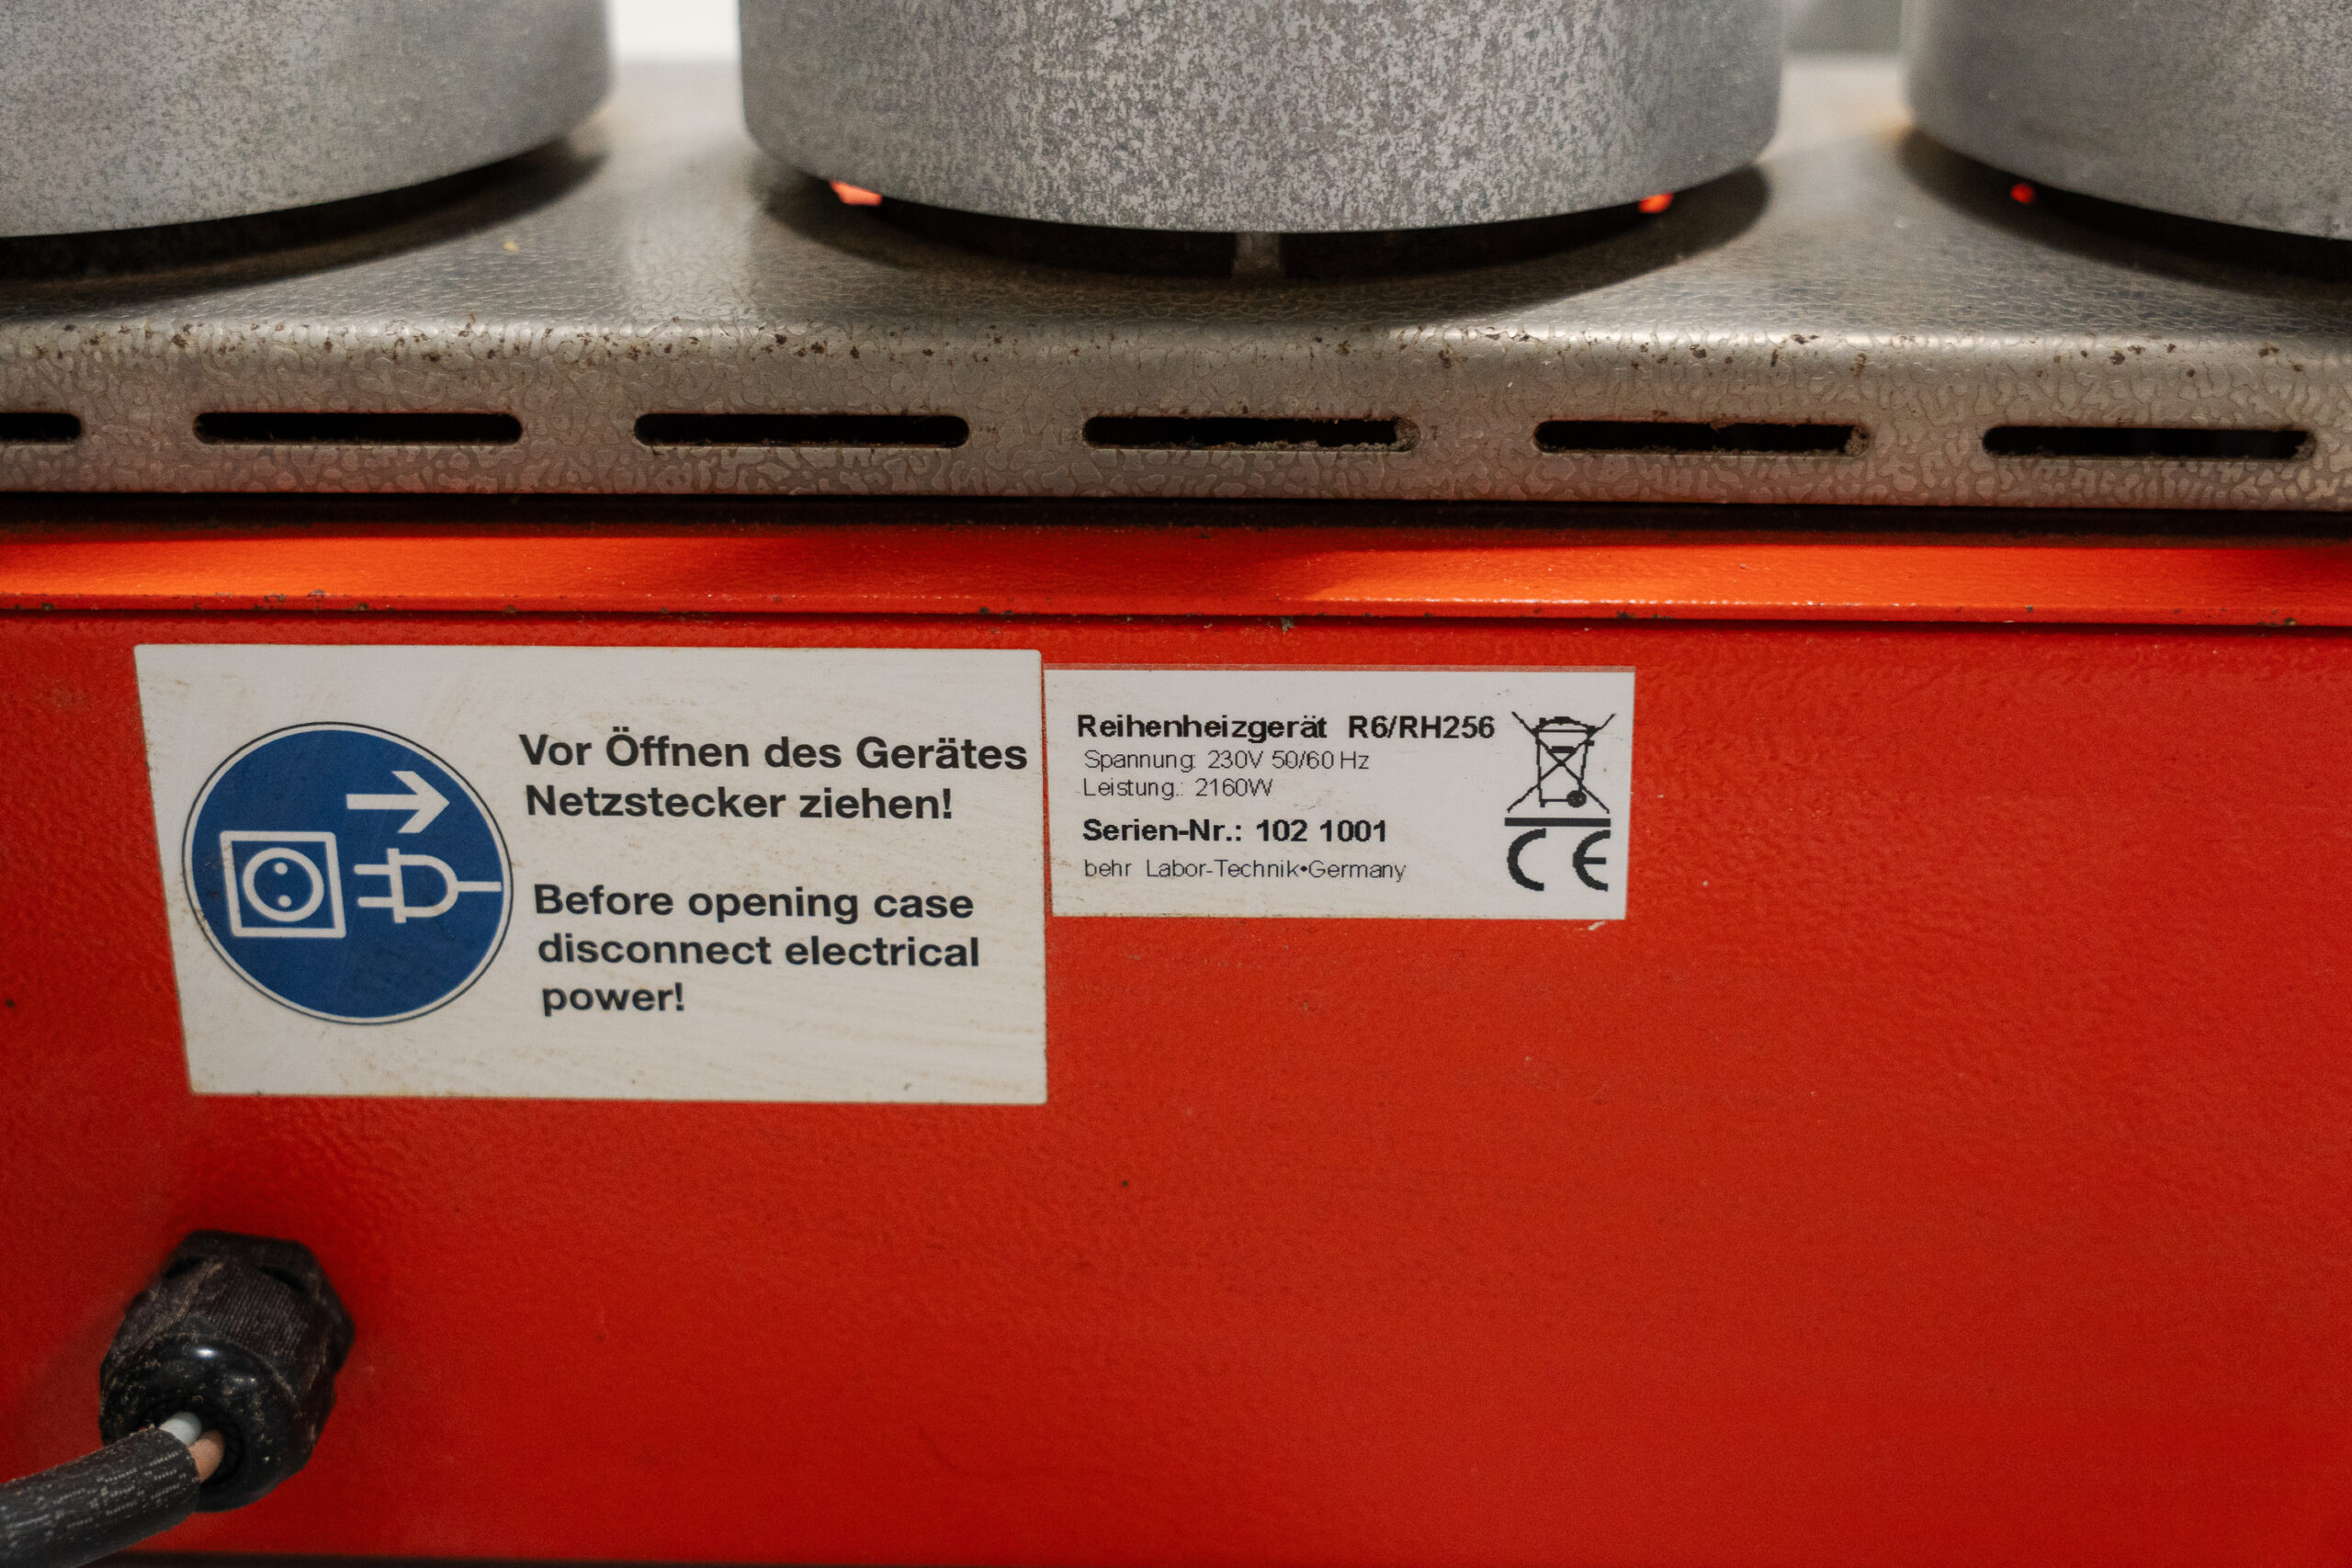 Vor Öffnen des Gerätes
Netzstecker ziehen!
Before opening case
disconnect electrical
power!
Reihenheizgerät R6/RH256
Spannung: 230V 50/60 Hz
Leistung.: 2160W
Serien-Nr.: 102 1001
behr Labor-Technik•Germany
CE